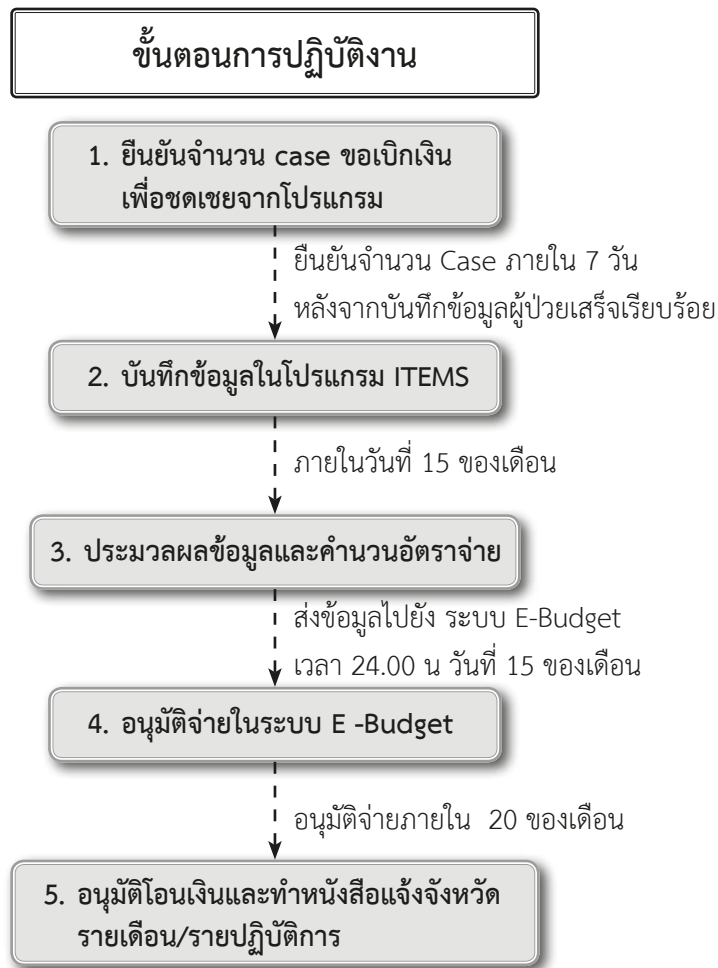 ขั้นตอนการปฏิบัติงาน
1. ยืนยันจำนวน case ขอเบิกเงิน
เพื่อชดเชยจากโปรแกรม
ยืนยันจำนวน Case ภายใน 7 วัน
หลังจากบันทึกข้อมูลผู้ป่วยเสร็จเรียบร้อย
2. บันทึกข้อมูลในโปรแกรม ITEMS
ภายในวันที่ 15 ของเดือน
3. ประมวลผลข้อมูลและคำนวนอัตราจ่าย
ส่งข้อมูลไปยัง ระบบ E-Budget
เวลา 24.00 น วันที่ 15 ของเดือน
4. อนุมัติจ่ายในระบบ E -Budget
อนุมัติจ่ายภายใน 20 ของเดือน
5. อนุมัติโอนเงินและทำหนังสือแจ้งจังหวัด
รายเดือน/รายปฏิบัติการ